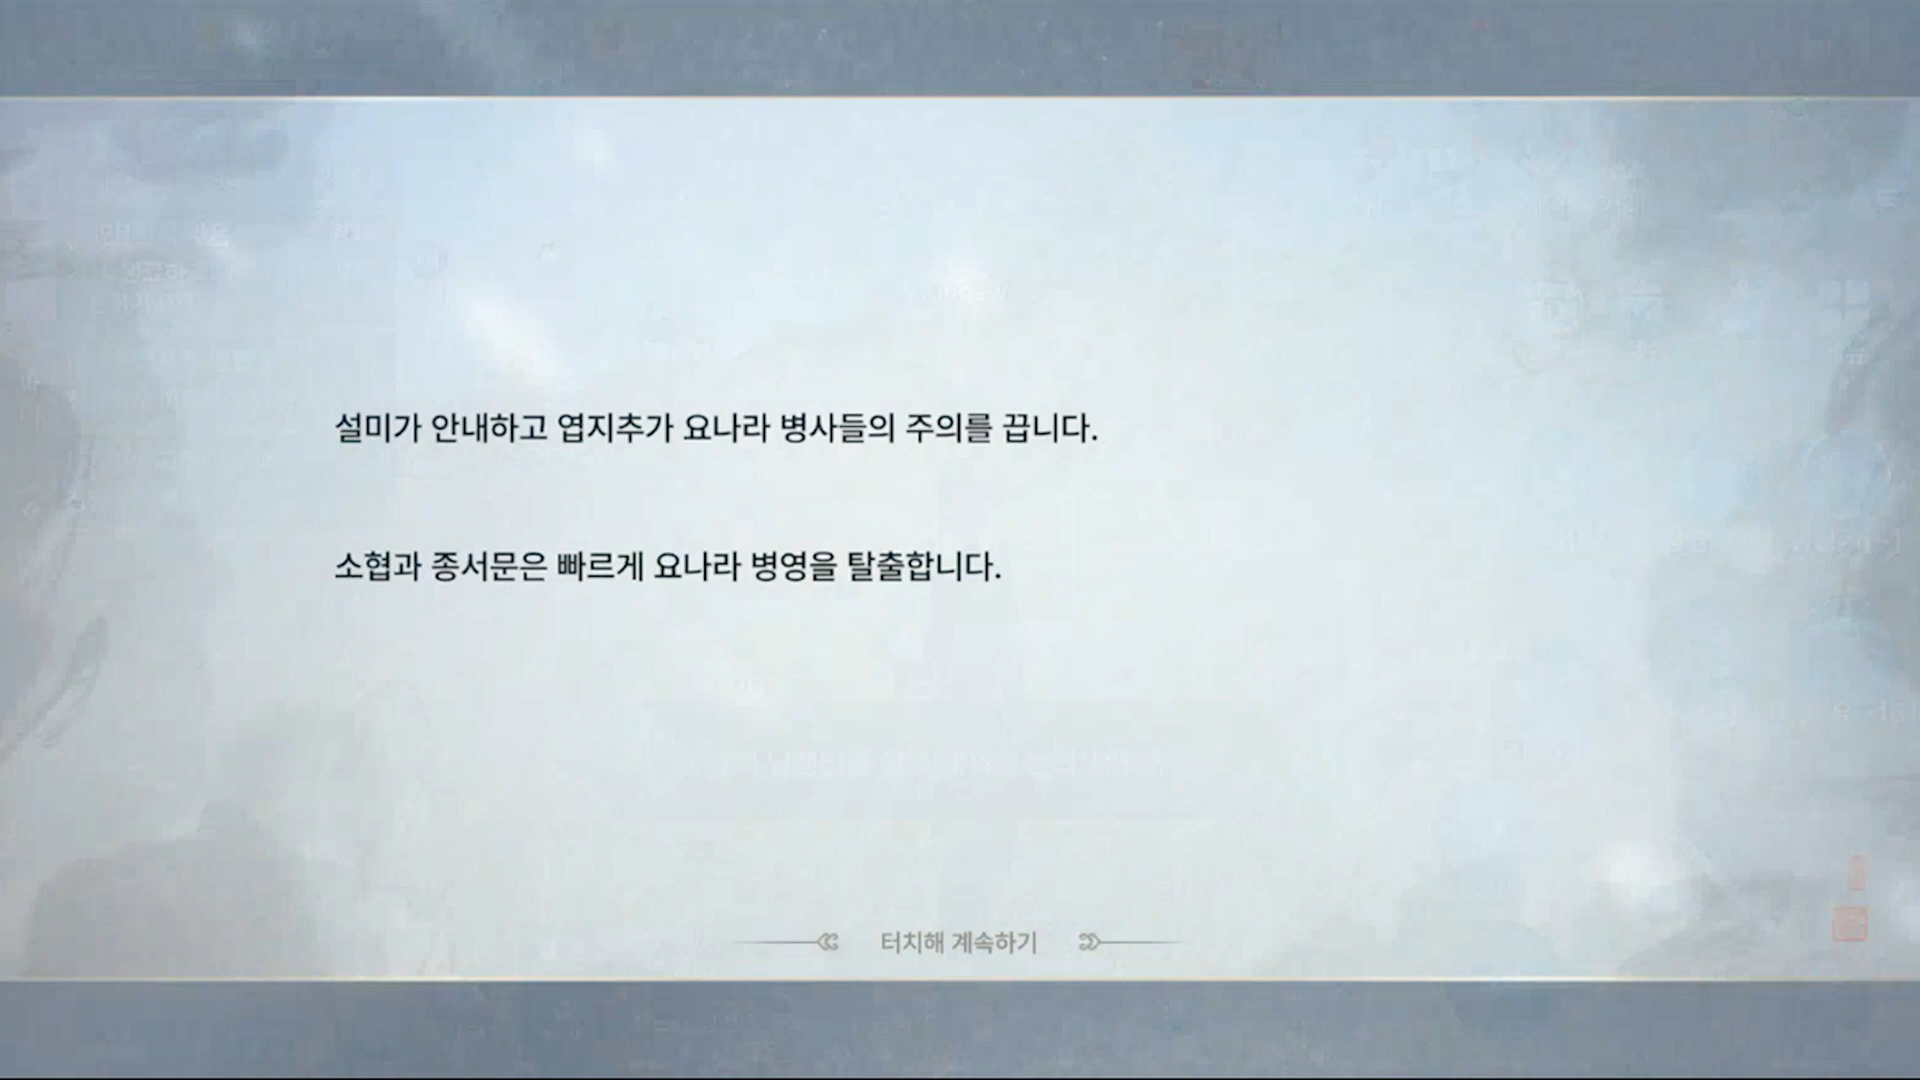 설미가 안내하고 엽지추가 요나라 병사들의 주의를 끕니다.
소협과 종서문은 빠르게 요나라 병영을 탈출합니다.
터치해 계속하기